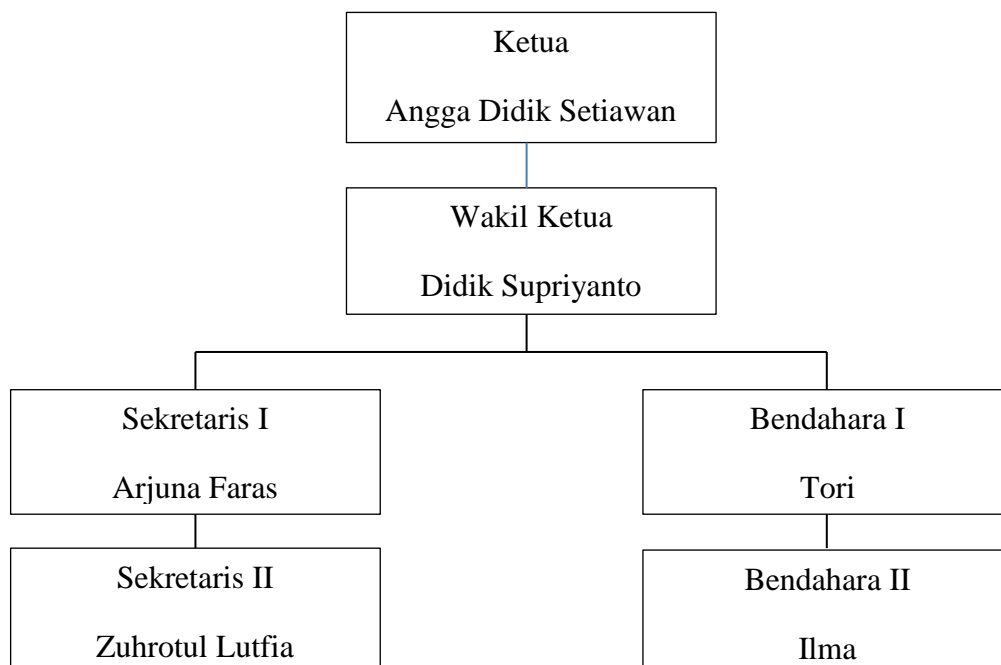 Ketua
Angga Didik Setiawan
Wakil Ketua
Didik Supriyanto
Sekretaris I
Arjuna Faras
Bendahara I
Tori
Sekretaris II
Zuhrotul Lutfia
Bendahara II
Ilma